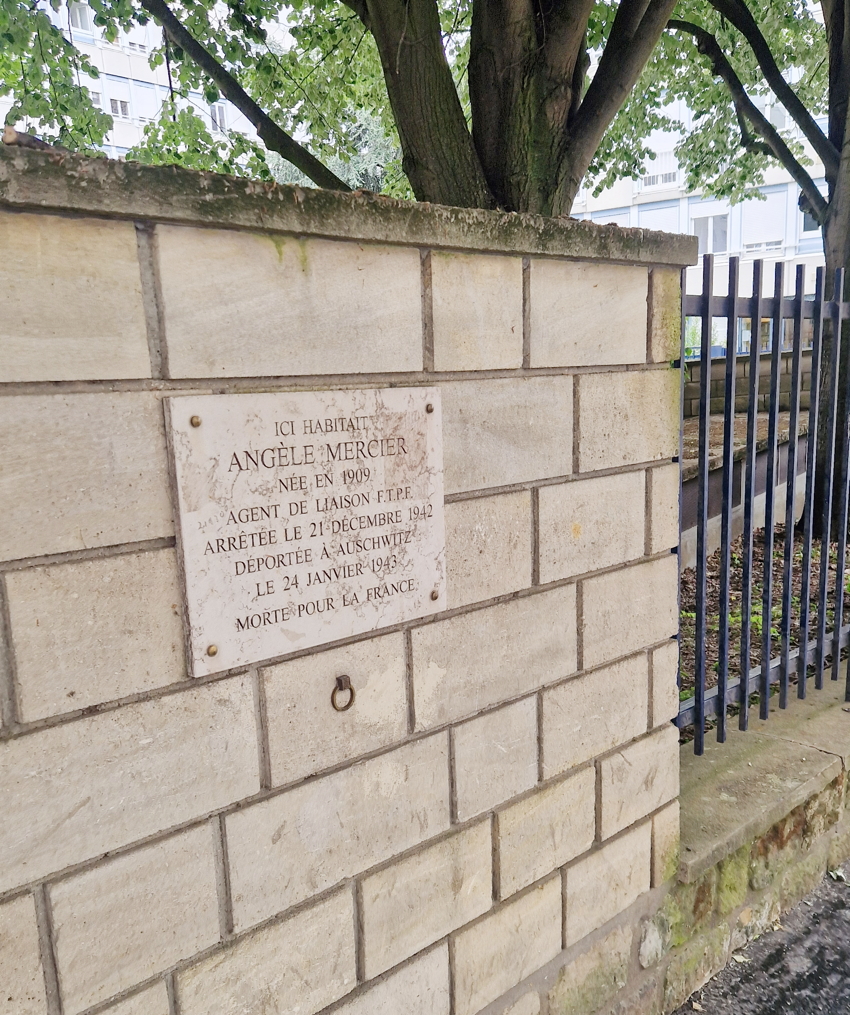 ICI HABITAIT
ANGÈLE MERCIER
NÉE EN 1909
AGENT DE LIAISON F.T.P.F.
ARRÊTÉE LE 21 DÉCEMBRE 1942
DÉPORTÉE À AUSCHWITZ
LE 24 JANVIER 1943
MORTE POUR LA FRANCE